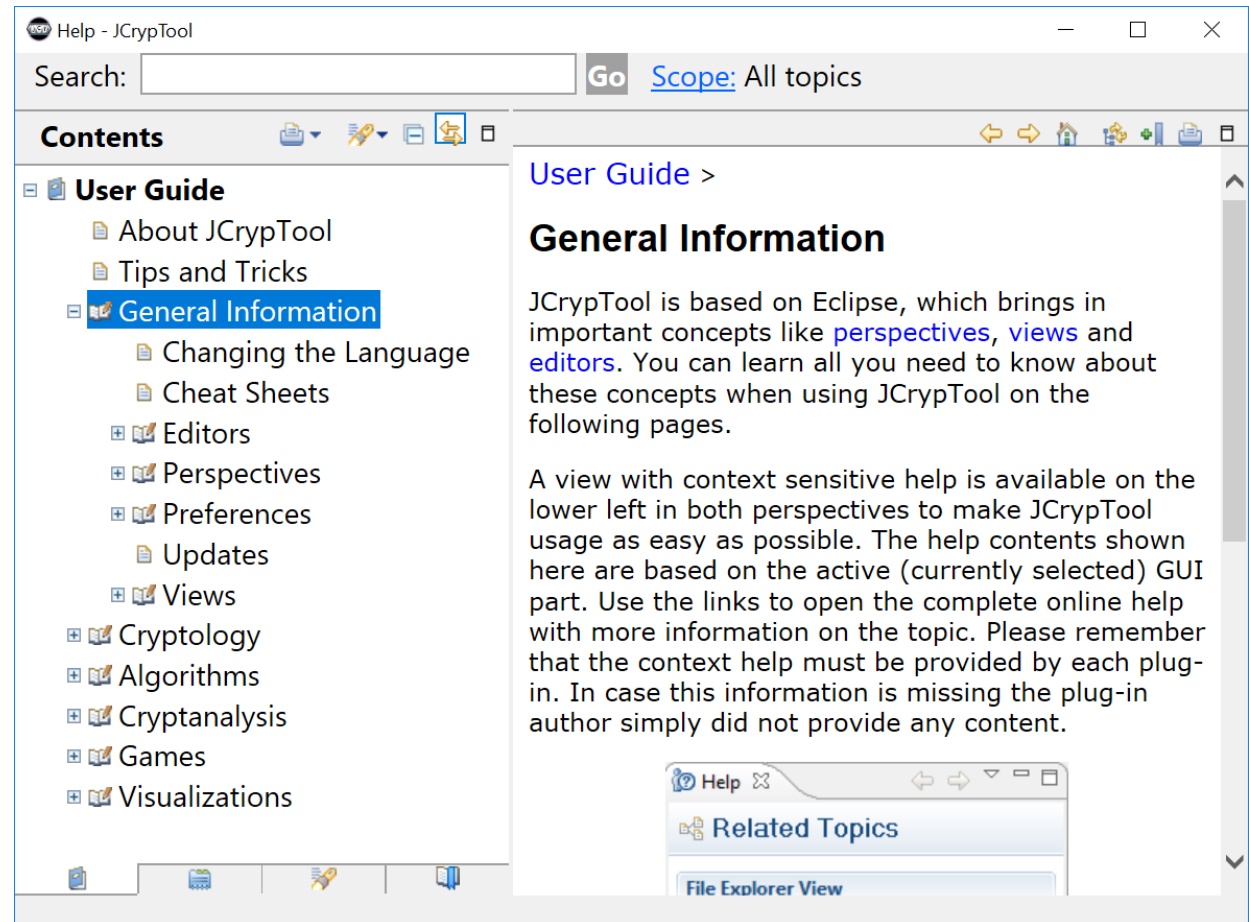 Help - JCrypTool
Search:
Go
Scope: All topics
Contents
User Guide
About JCrypTool
Tips and Tricks
General Information
Changing the Language
Cheat Sheets
Editors
Perspectives
Preferences
Updates
Views
Cryptology
Algorithms
Cryptanalysis
Games
Visualizations
User Guide >
General Information
JCrypTool is based on Eclipse, which brings in
important concepts like perspectives, views and
editors. You can learn all you need to know about
these concepts when using JCrypTool on the
following pages.
A view with context sensitive help is available on the
lower left in both perspectives to make JCrypTool
usage as easy as possible. The help contents shown
here are based on the active (currently selected) GUI
part. Use the links to open the complete online help
with more information on the topic. Please remember
that the context help must be provided by each plug-
in. In case this information is missing the plug-in
author simply did not provide any content.
Help
Related Topics
File Explorer View